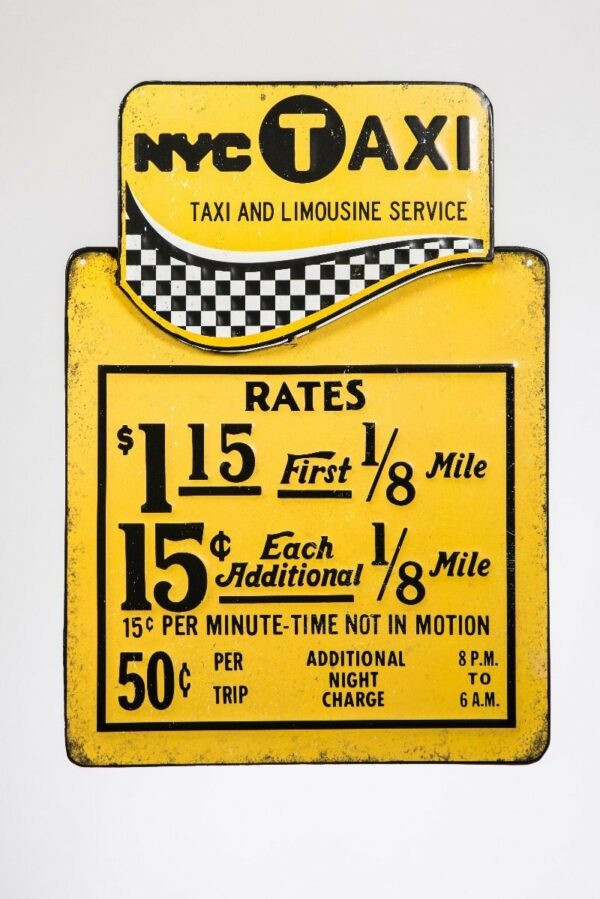 NYC TAXI
TAXI AND LIMOUSINE SERVICE
RATES
$1 15 First 1/8 Mile
15¢ Each Additional 1/8 Mile
15¢ PER MINUTE-TIME NOT IN MOTION
50¢ PER TRIP ADDITIONAL NIGHT CHARGE 8 P.M. TO 6 A.M.